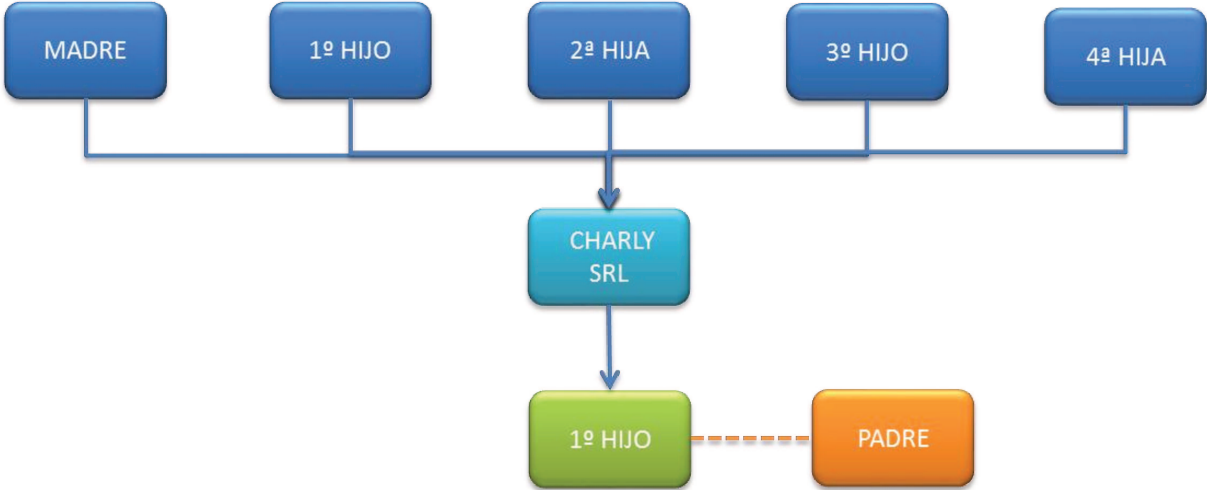 MADRE
1º HIJO
2ª HIJA
3º HIJO
4ª HIJA
CHARLY
SRL
1º HIJO
PADRE